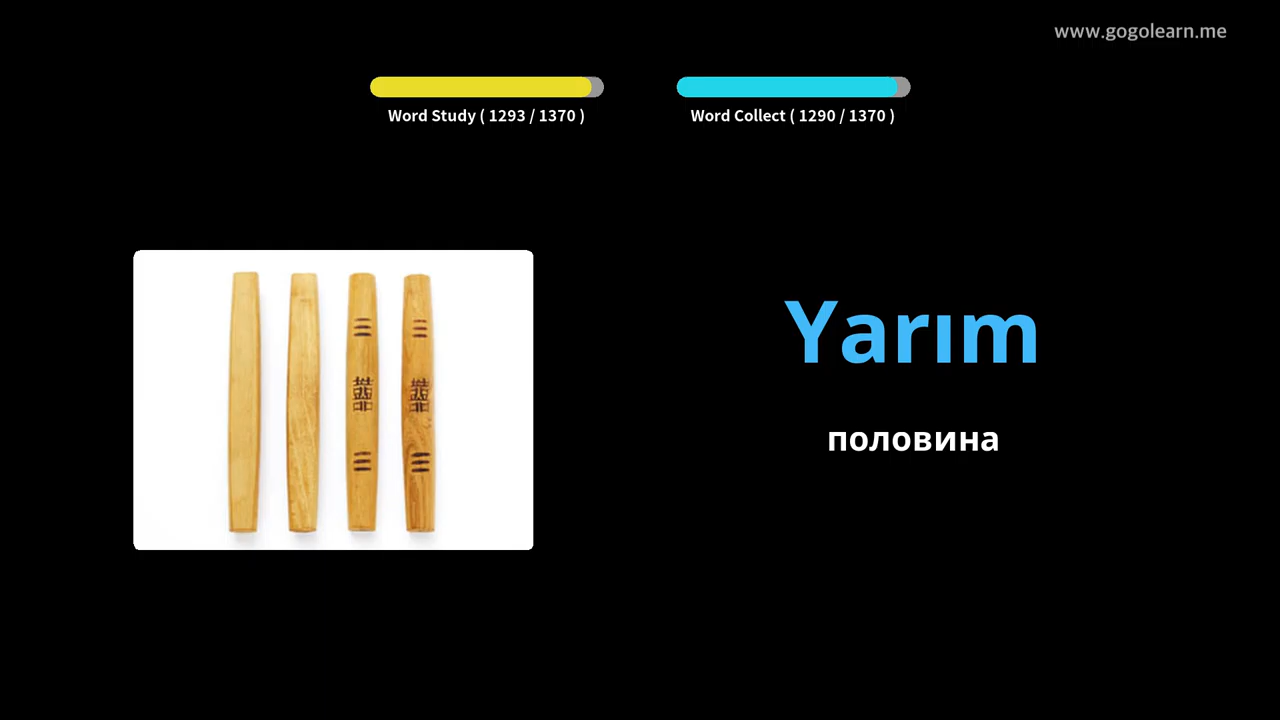 www.gogolearn.me
Word Study ( 1293 / 1370 )
Word Collect ( 1290 / 1370 )
Yarım
половина